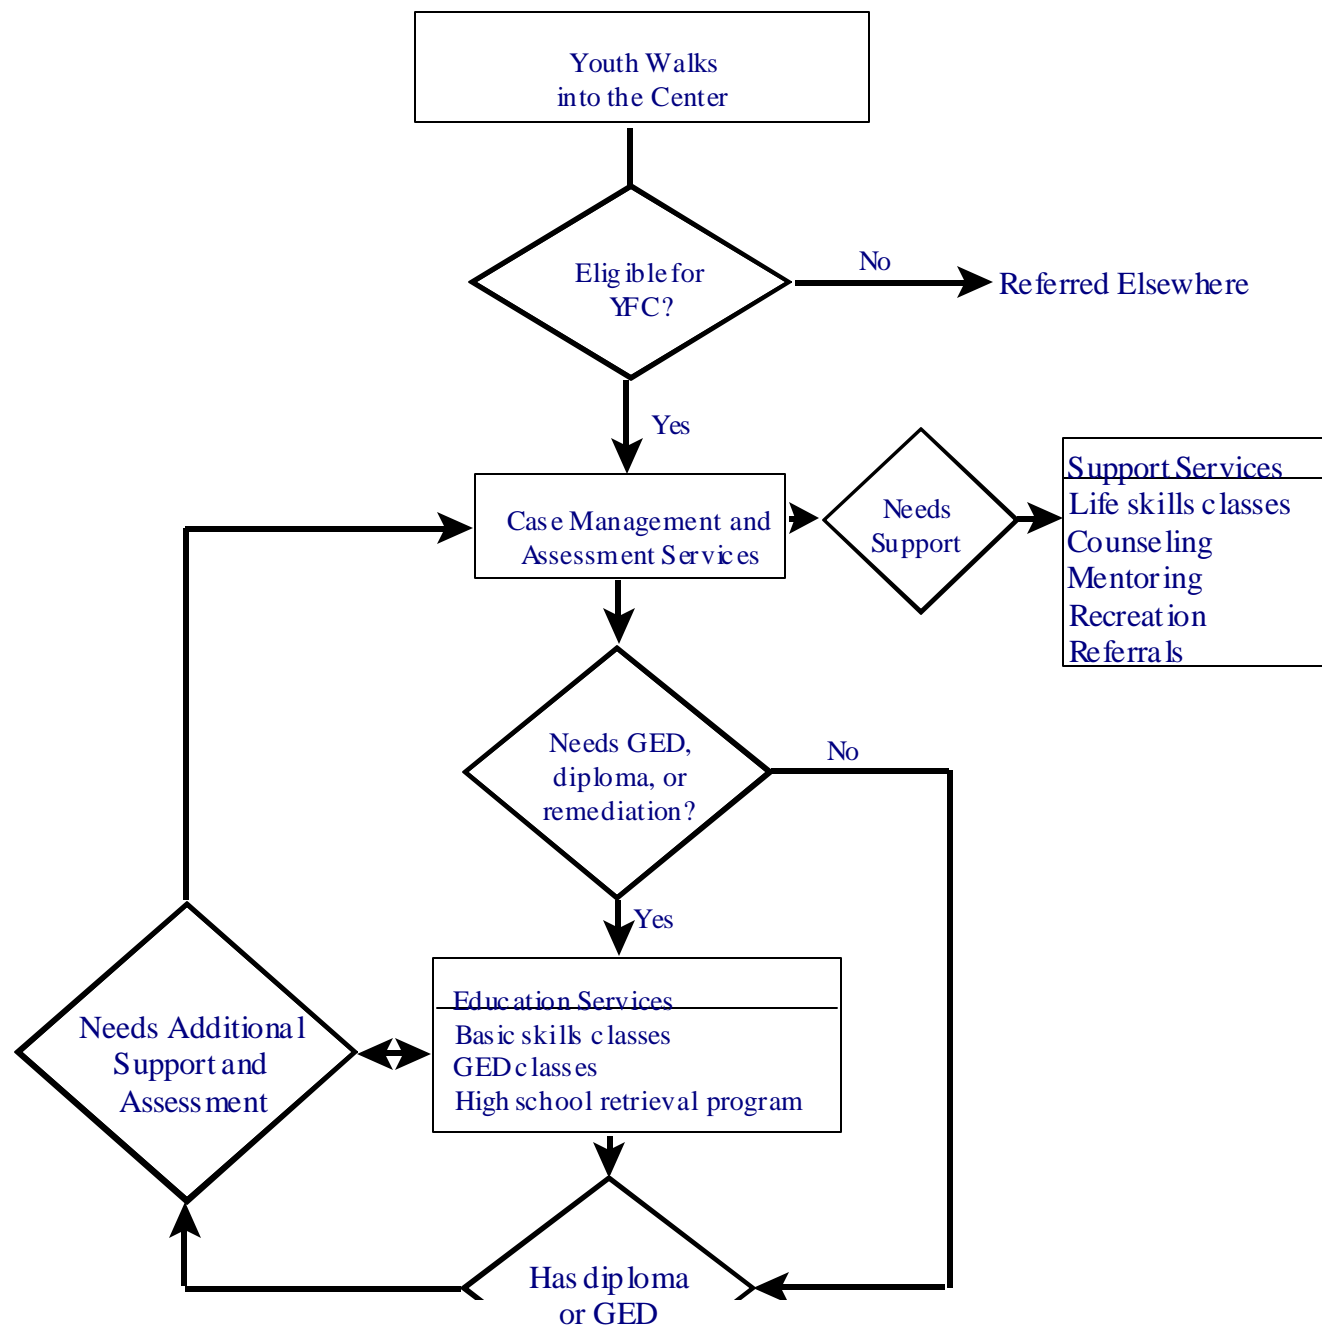 Youth Walks
into the Center
Eligible for
YFC?
No
Referred Elsewhere
Yes
Case Management and
Assessment Services
Needs
Support
Support Services
Life skills classes
Counseling
Mentoring
Recreation
Referrals
Needs GED,
diploma, or
remediation?
No
Yes
Education Services
Basic skills classes
GED classes
High school retrieval program
Needs Additional
Support and
Assessment
Has diploma
or GED